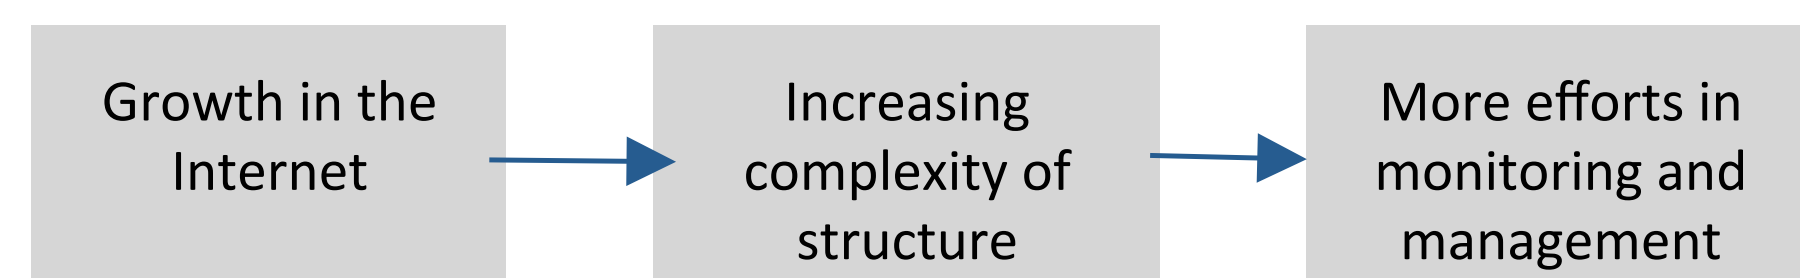 Growth in the
Internet
Increasing
complexity of
structure
More efforts in
monitoring and
management